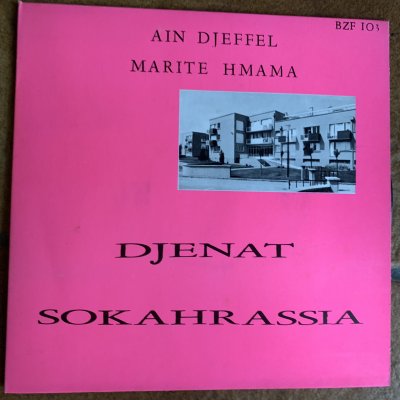 BZF 103
AIN DJEFFEL
MARITE HMAMA
DJENAT
SOKAHRASSIA